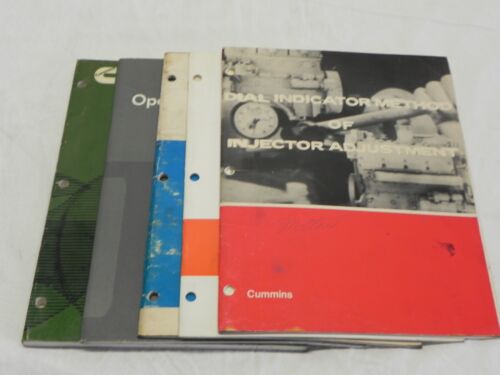 Ope
DIAL INDICATOR METHOD
OF
INJECTOR ADJUSTMENT
Cummins